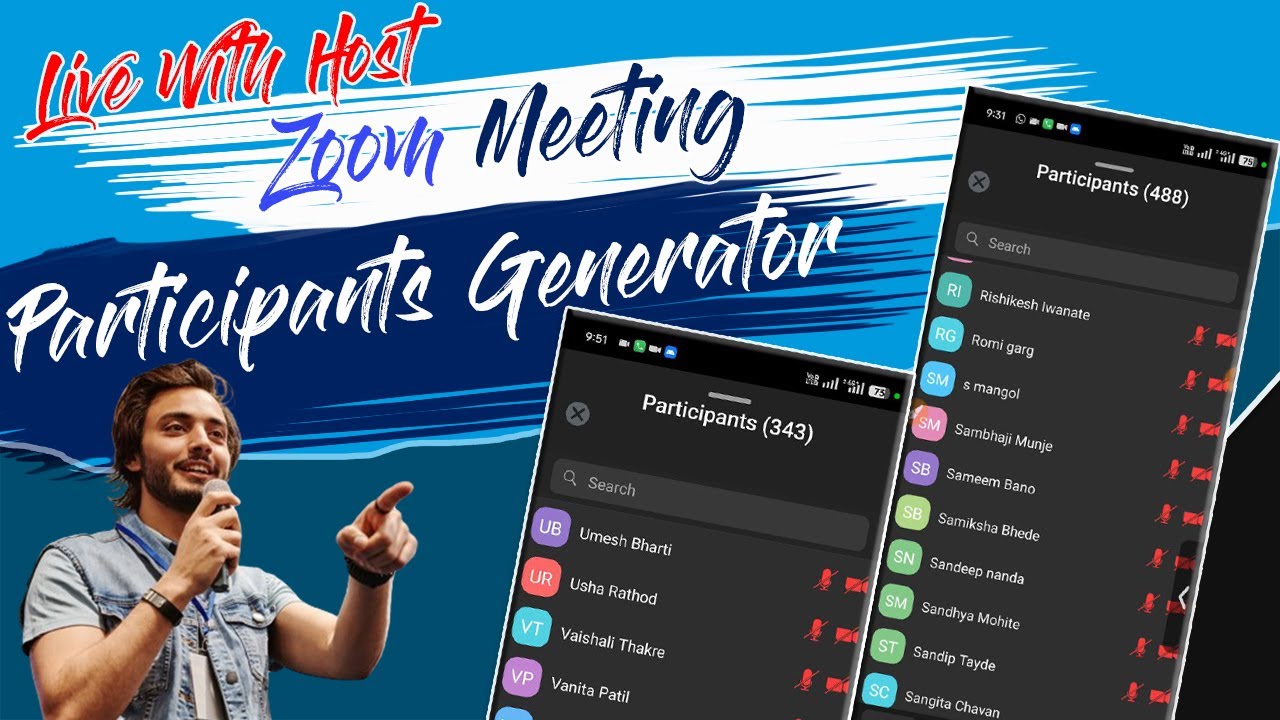 Live With Host
Zoom Meeting
Participants Generator
9:51
75
Participants (343)
Search
UB Umesh Bharti
UR Usha Rathod
VT Vaishali Thakre
VP Vanita Patil
9:31
75
Participants (488)
Search
RI Rishikesh Iwanate
RG Romi garg
SM s mangol
SM Sambhaji Munje
SB Sameem Bano
SB Samiksha Bhede
SN Sandeep nanda
SM Sandhya Mohite
ST Sandip Tayde
SC Sangita Chavan